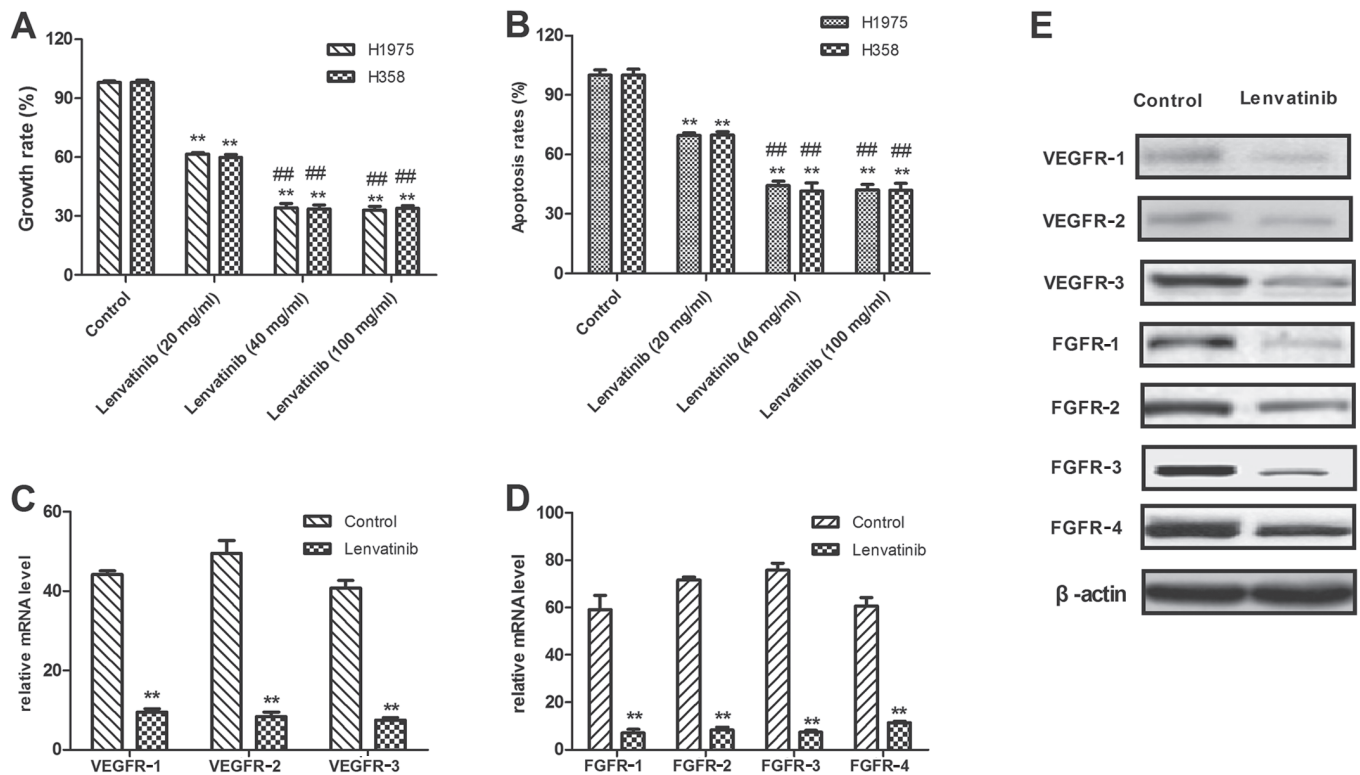 A
Growth rate (%)
120
90
60
30
0
H1975
H358
**
**
##
**
##
**
##
**
##
**
Control
Lenvatinib (20 mg/ml)
Lenvatinib (40 mg/ml)
Lenvatinib (100 mg/ml)
B
Apoptosis rates (%)
120
80
40
0
H1975
H358
**
**
##
**
##
**
##
**
##
**
Control
Lenvatinib (20 mg/ml)
Lenvatinib (40 mg/ml)
Lenvatinib (100 mg/ml)
C
relative mRNA level
60
40
20
0
Control
Lenvatinib
**
**
**
VEGFR-1
VEGFR-2
VEGFR-3
D
relative mRNA level
100
80
60
40
20
0
Control
Lenvatinib
**
**
**
**
FGFR-1
FGFR-2
FGFR-3
FGFR-4
E
Control
Lenvatinib
VEGFR-1
VEGFR-2
VEGFR-3
FGFR-1
FGFR-2
FGFR-3
FGFR-4
β -actin